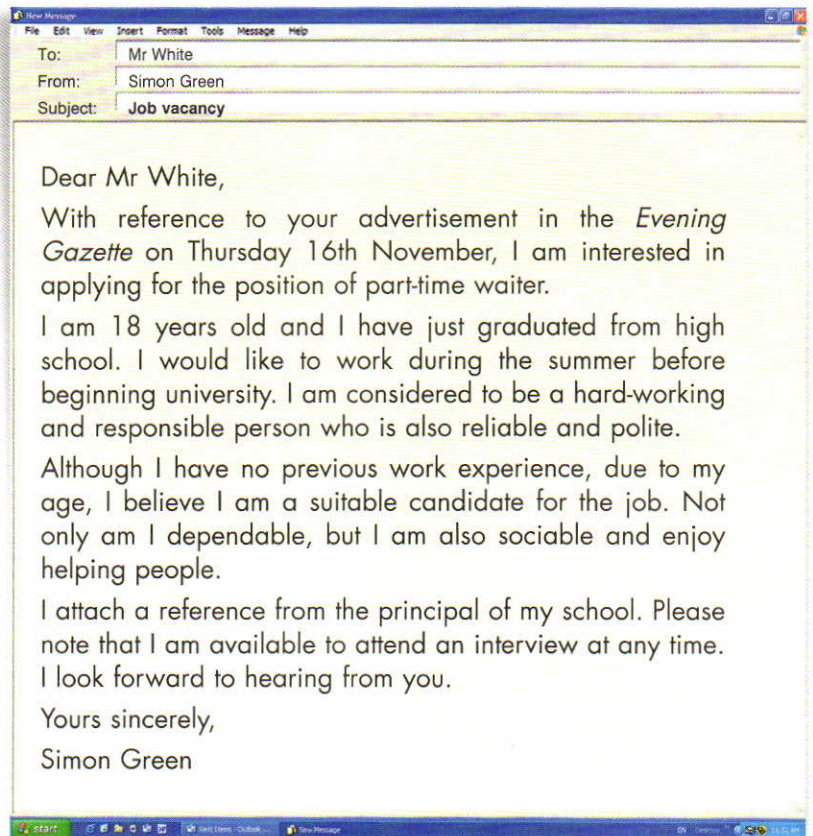 New Message
File Edit View Insert Format Tools Message Help
To: Mr White
From: Simon Green
Subject: Job vacancy
Dear Mr White,
With reference to your advertisement in the Evening
Gazette on Thursday 16th November, I am interested in
applying for the position of part-time waiter.
I am 18 years old and I have just graduated from high
school. I would like to work during the summer before
beginning university. I am considered to be a hard-working
and responsible person who is also reliable and polite.
Although I have no previous work experience, due to my
age, I believe I am a suitable candidate for the job. Not
only am I dependable, but I am also sociable and enjoy
helping people.
I attach a reference from the principal of my school. Please
note that I am available to attend an interview at any time.
I look forward to hearing from you.
Yours sincerely,
Simon Green
start New Message EN